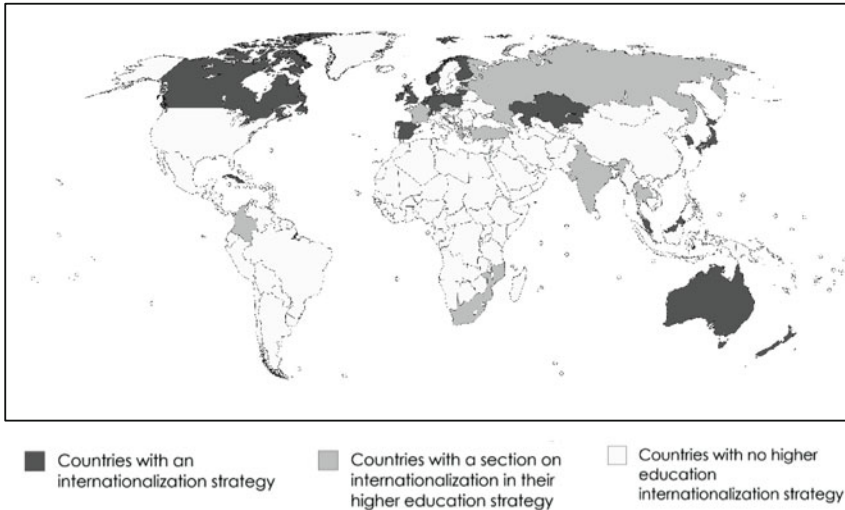 Countries with an
internationalization strategy
Countries with a section on
internationalization in their
higher education strategy
Countries with no higher
education
internationalization strategy